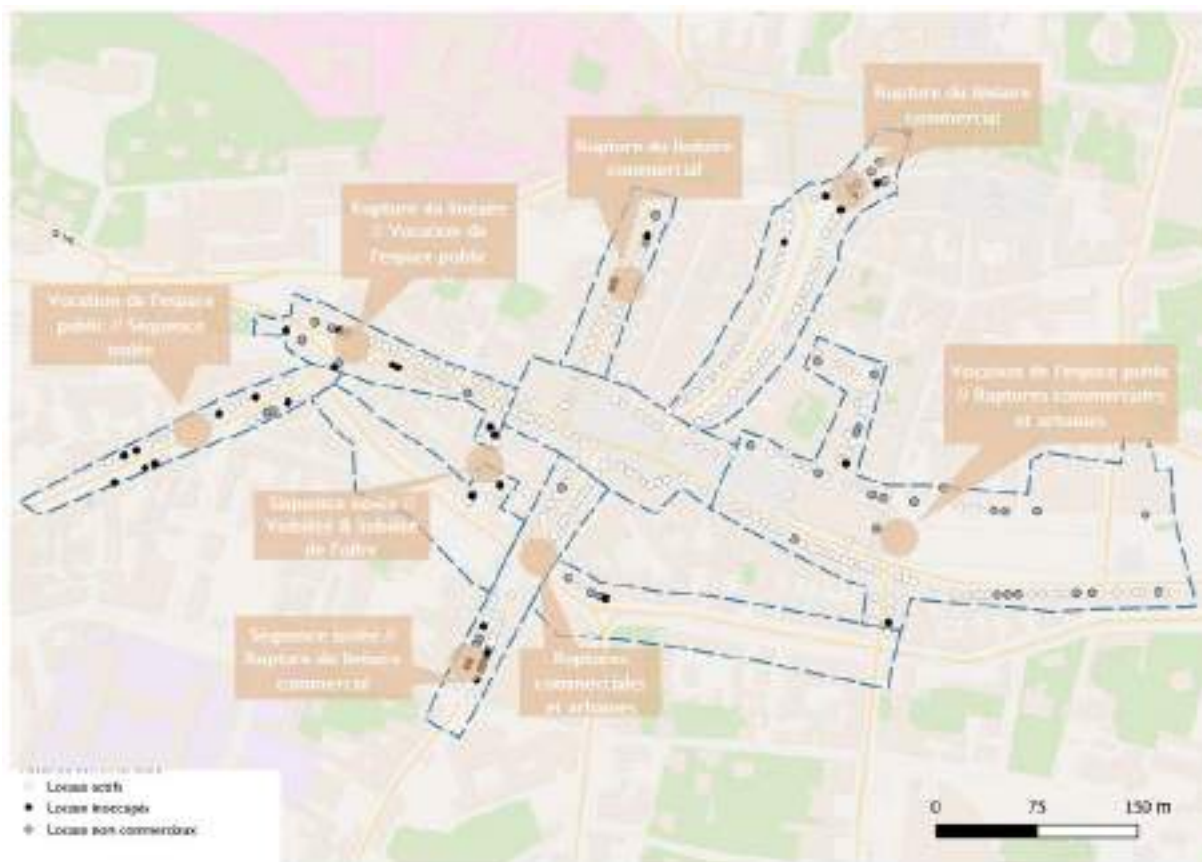 Rupture du linéaire
commercial
Rupture du linéaire
commercial
Rupture du linéaire
// Vocation de
l'espace public
Vocation de l'espace
public // Séquence
isolée
Vocation de l'espace public
// Ruptures commerciales
et urbaines
Séquence isolée //
Visibilité & lisibilité
de l'offre
Séquence isolée //
Rupture du linéaire
commercial
Ruptures
commerciales
et urbaines
Locaux actifs
Locaux inoccupés
Locaux non commerciaux
0 75 150 m